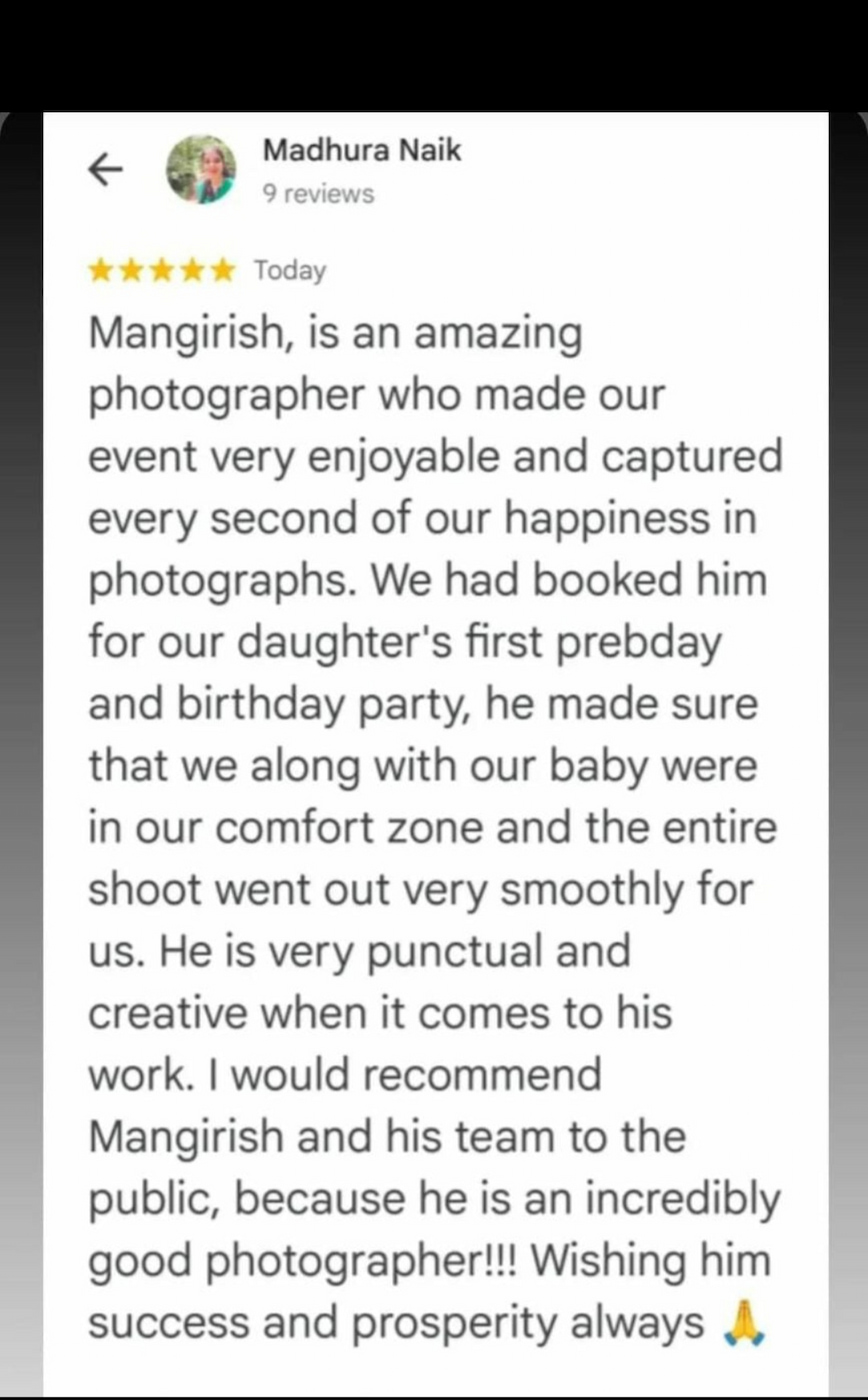 Madhura Naik
9 reviews
Today
Mangirish, is an amazing
photographer who made our
event very enjoyable and captured
every second of our happiness in
photographs. We had booked him
for our daughter's first prebday
and birthday party, he made sure
that we along with our baby were
in our comfort zone and the entire
shoot went out very smoothly for
us. He is very punctual and
creative when it comes to his
work. I would recommend
Mangirish and his team to the
public, because he is an incredibly
good photographer!!! Wishing him
success and prosperity always 🙏